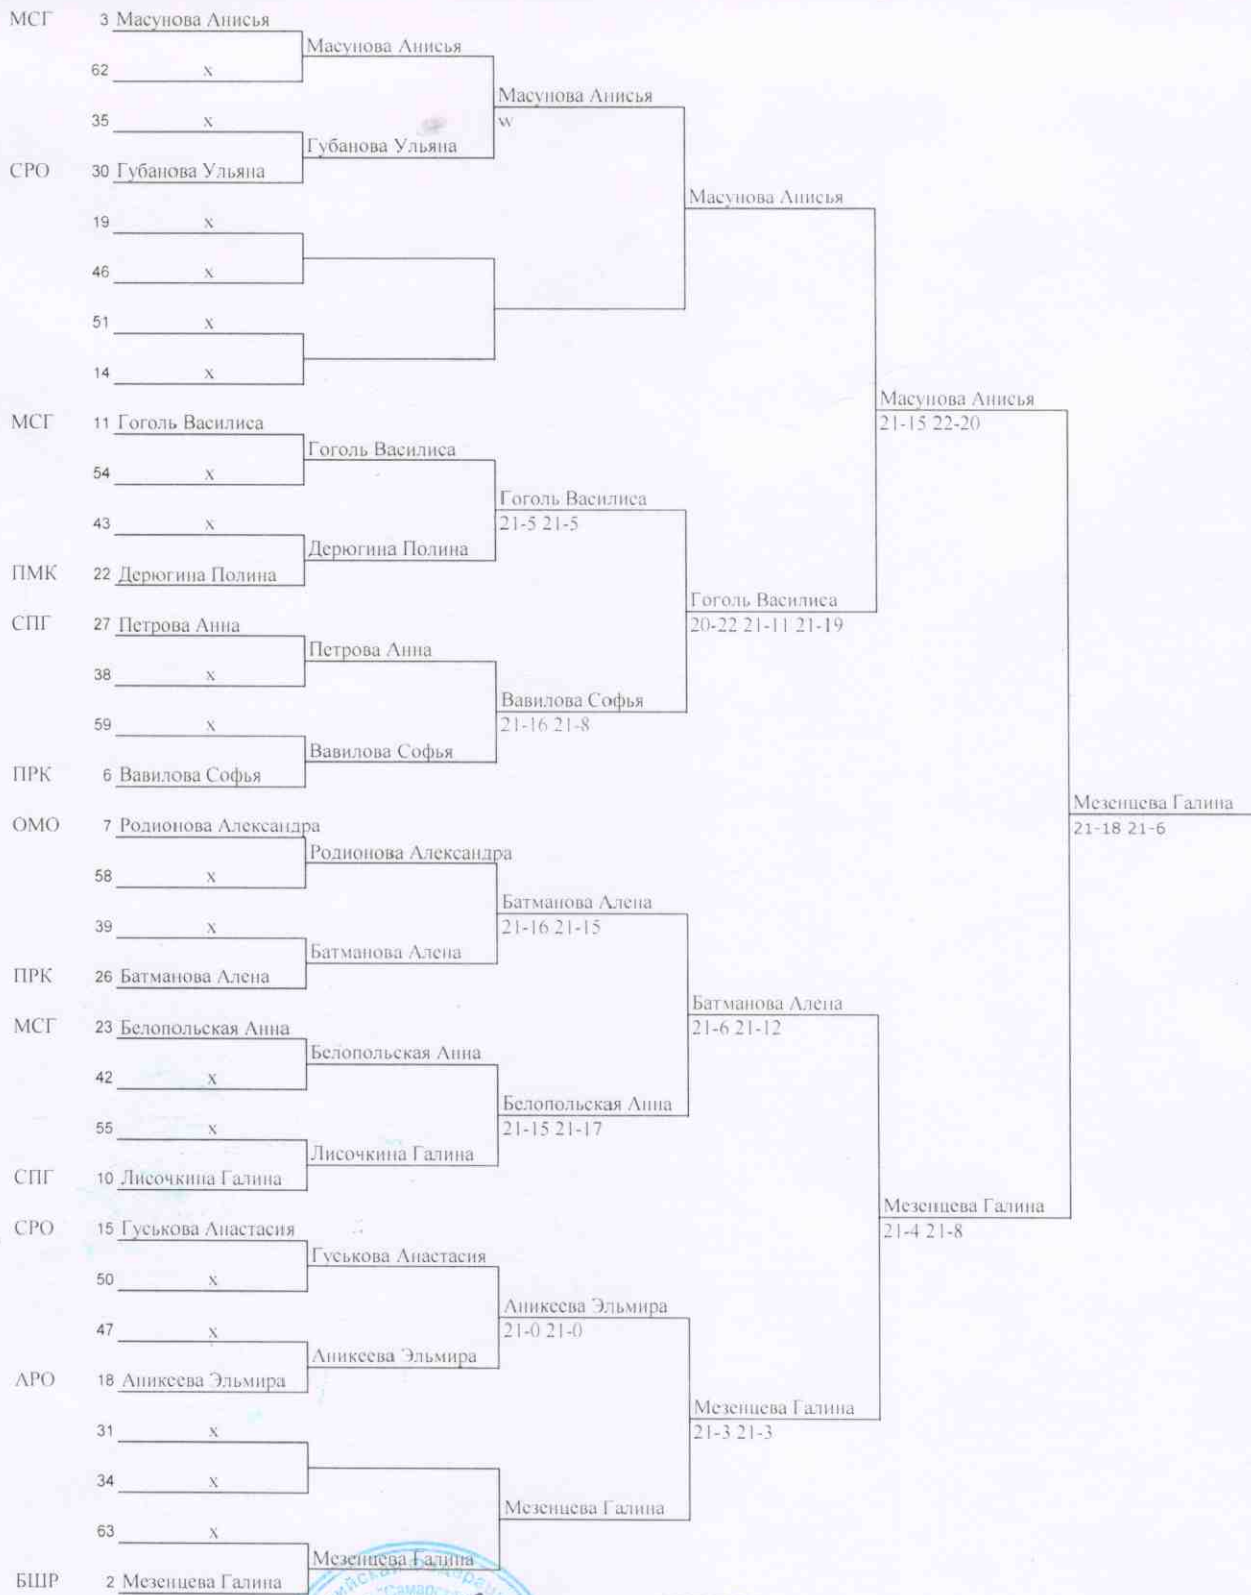 МСГ 3 Масунова Анисья
Масунова Анисья
62 х
Масунова Анисья
35 х
w
Губанова Ульяна
СРО 30 Губанова Ульяна
Масунова Анисья
19 х
46 х
51 х
14 х
Масунова Анисья
МСГ 11 Гоголь Василиса
21-15 22-20
Гоголь Василиса
54 х
Гоголь Василиса
43 х
21-5 21-5
Дерюгина Полина
ПМК 22 Дерюгина Полина
Гоголь Василиса
СПГ 27 Петрова Анна
20-22 21-11 21-19
Петрова Анна
38 х
Вавилова Софья
59 х
21-16 21-8
Вавилова Софья
ПРК 6 Вавилова Софья
Мезенцева Галина
ОМО 7 Родионова Александра
21-18 21-6
Родионова Александра
58 х
Батманова Алена
39 х
21-16 21-15
Батманова Алена
ПРК 26 Батманова Алена
Батманова Алена
МСГ 23 Белопольская Анна
21-6 21-12
Белопольская Анна
42 х
Белопольская Анна
55 х
21-15 21-17
Лисочкина Галина
СПГ 10 Лисочкина Галина
Мезенцева Галина
СРО 15 Гуськова Анастасия
21-4 21-8
Гуськова Анастасия
50 х
Аникеева Эльмира
47 х
21-0 21-0
Аникеева Эльмира
АРО 18 Аникеева Эльмира
Мезенцева Галина
31 х
21-3 21-3
34 х
Мезенцева Галина
63 х
Мезенцева Галина
БШР 2 Мезенцева Галина